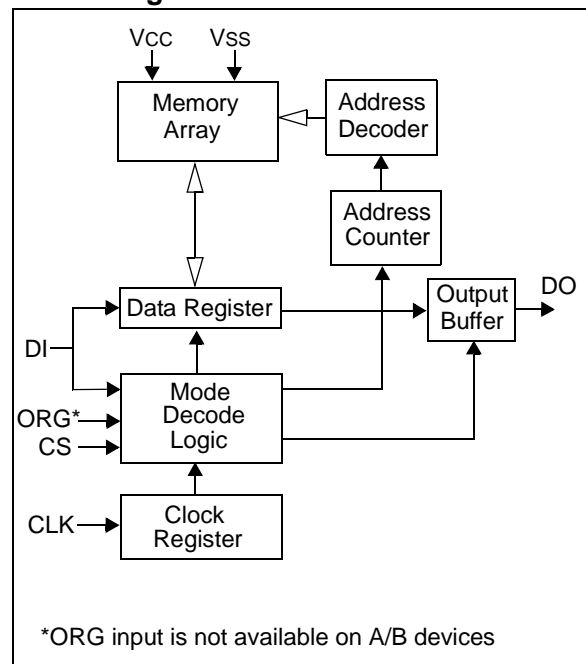 VCC VSS
Memory
Array
Address
Decoder
Address
Counter
Data Register
Output
Buffer
DO
DI
Mode
Decode
Logic
ORG*
CS
CLK
Clock
Register
*ORG input is not available on A/B devices